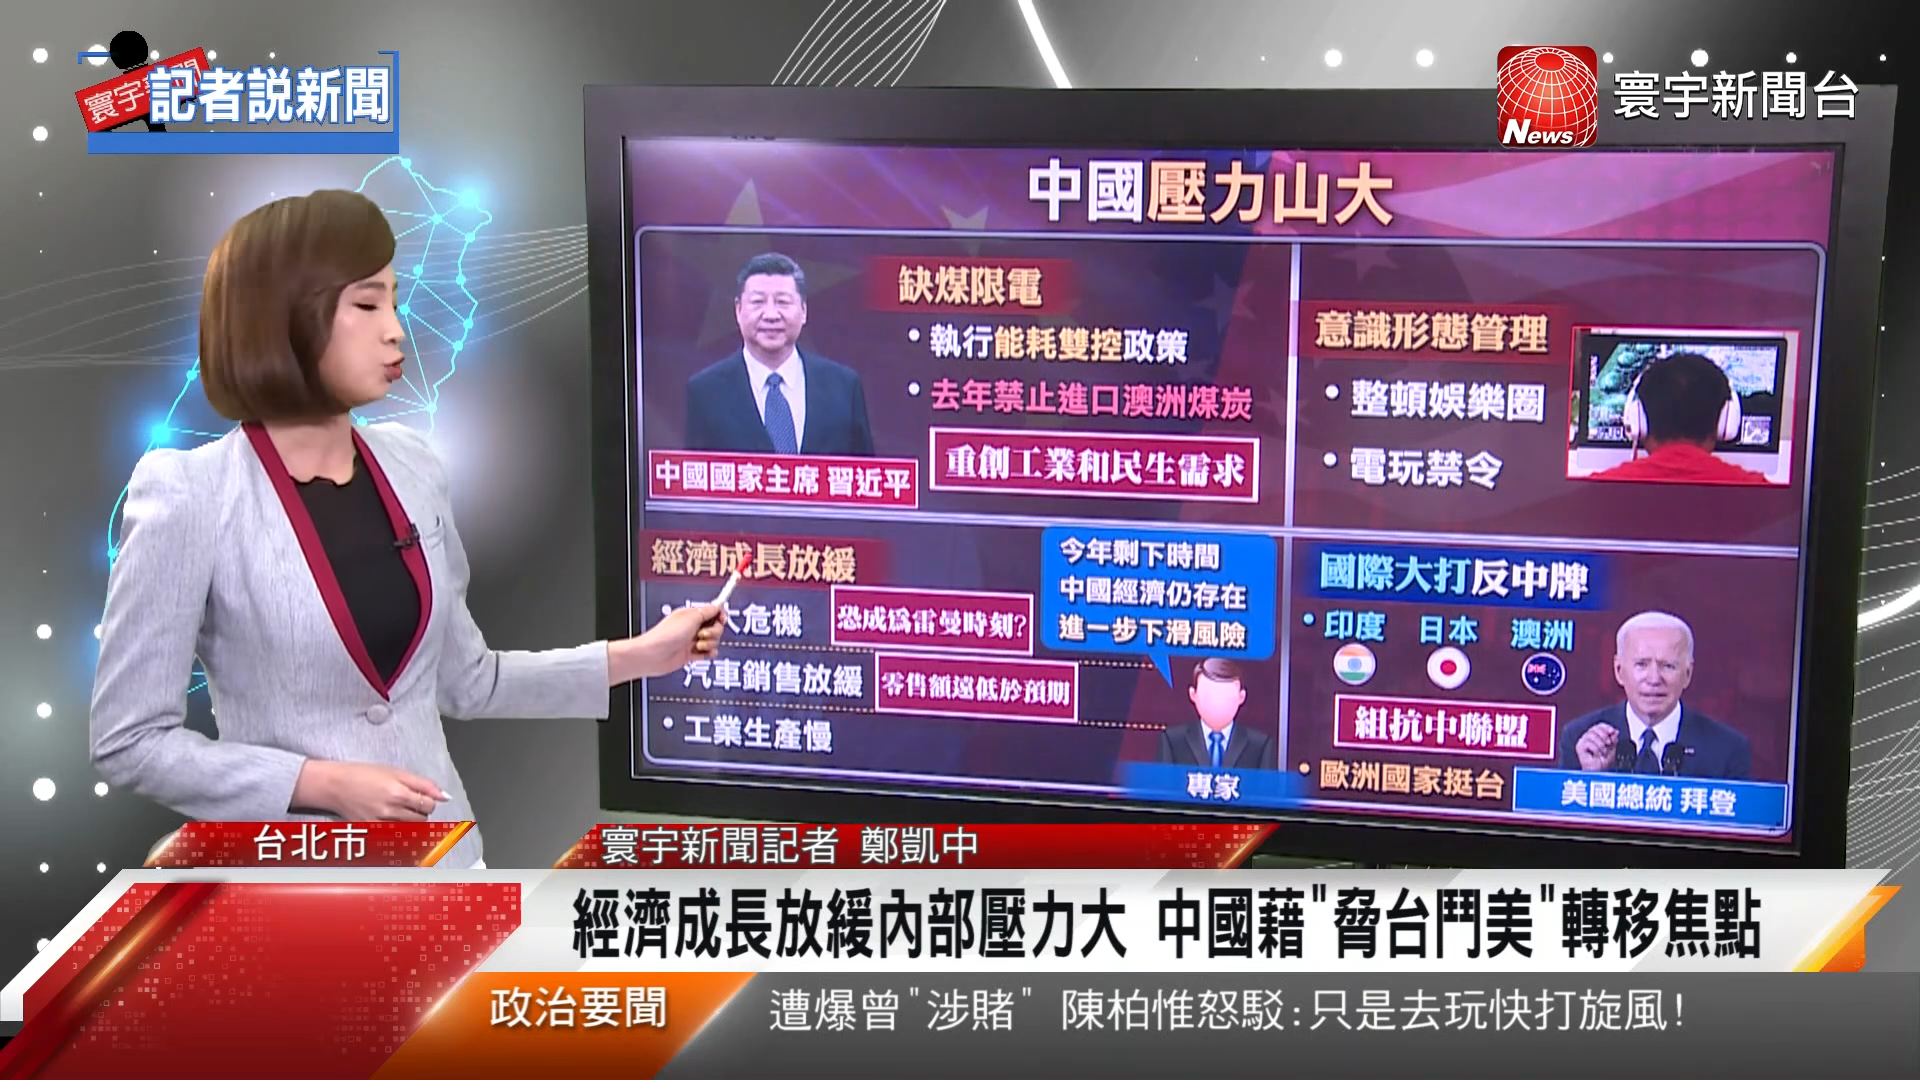 寰宇新聞
記者説新聞
News
寰宇新聞台
中國壓力山大
缺煤限電
• 執行能耗雙控政策
• 去年禁止進口澳洲煤炭
重創工業和民生需求
中國國家主席 習近平
意識形態管理
• 整頓娛樂圈
• 電玩禁令
經濟成長放緩
大危機
恐成為雷曼時刻?
汽車銷售放緩
零售額遠低於預期
• 工業生產慢
今年剩下時間
中國經濟仍存在
進一步下滑風險
專家
國際大打反中牌
• 印度 日本 澳洲
組抗中聯盟
• 歐洲國家挺台
美國總統 拜登
台北市
寰宇新聞記者 鄭凱中
經濟成長放緩內部壓力大 中國藉"脅台鬥美"轉移焦點
政治要聞
遭爆曾"涉賭" 陳柏惟怒駁:只是去玩快打旋風!